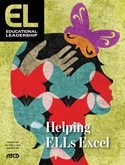 EL
EDUCATIONAL
LEADERSHIP
Helping
ELLs Excel
ASCD